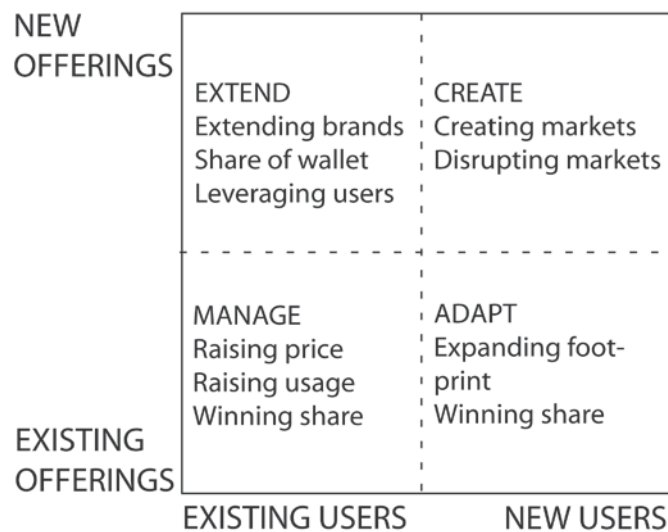 NEW
OFFERINGS
EXTEND
Extending brands
Share of wallet
Leveraging users
CREATE
Creating markets
Disrupting markets
MANAGE
Raising price
Raising usage
Winning share
ADAPT
Expanding foot-
print
Winning share
EXISTING
OFFERINGS
EXISTING USERS
NEW USERS